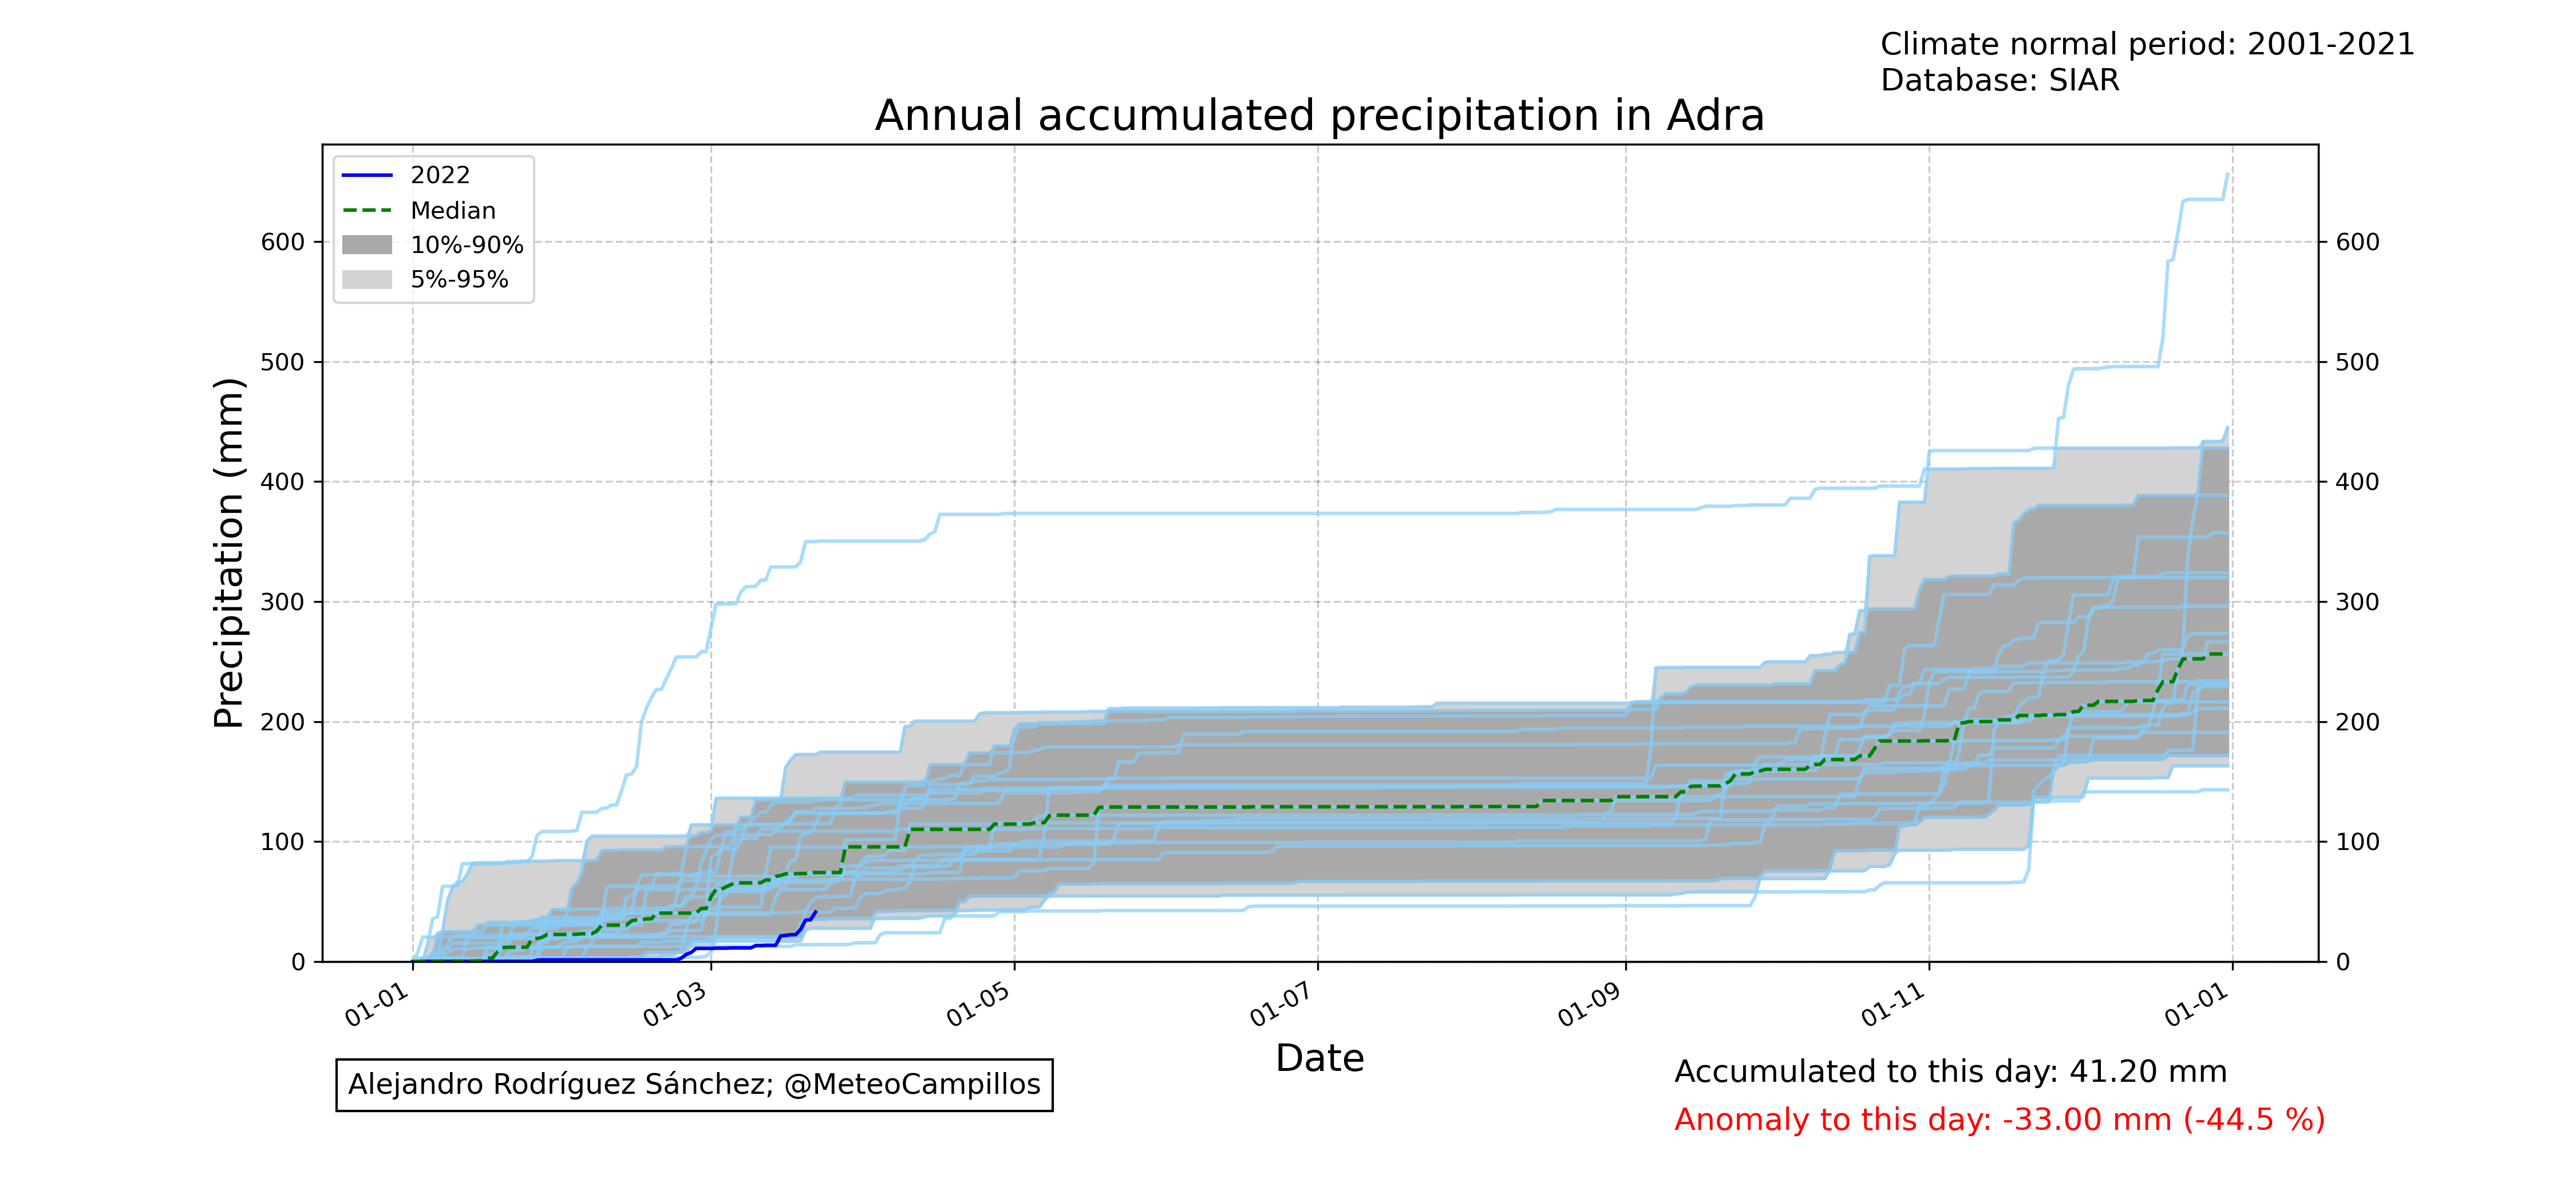 Climate normal period: 2001-2021
Database: SIAR
Annual accumulated precipitation in Adra
2022
Median
10%-90%
5%-95%
Precipitation (mm)
600
500
400
300
200
100
0
600
500
400
300
200
100
0
01-01
01-03
01-05
01-07
01-09
01-11
01-01
Date
Alejandro Rodríguez Sánchez; @MeteoCampillos
Accumulated to this day: 41.20 mm
Anomaly to this day: -33.00 mm (-44.5 %)